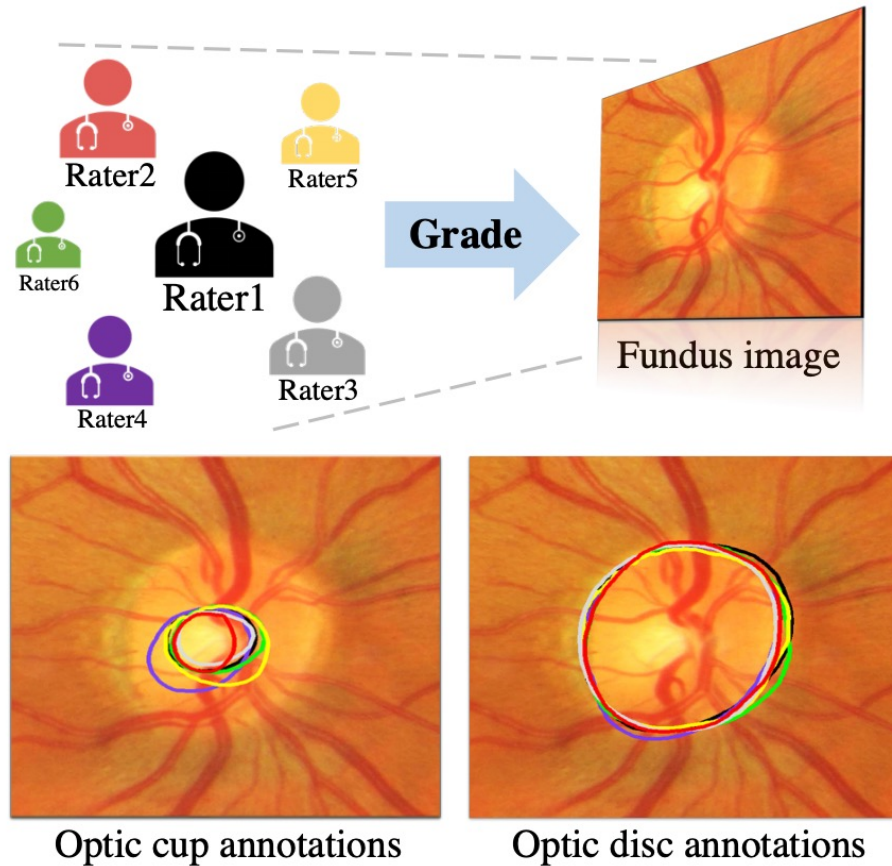 Rater2
Rater5
Rater6
Rater1
Grade
Rater4
Rater3
Fundus image
Optic cup annotations
Optic disc annotations